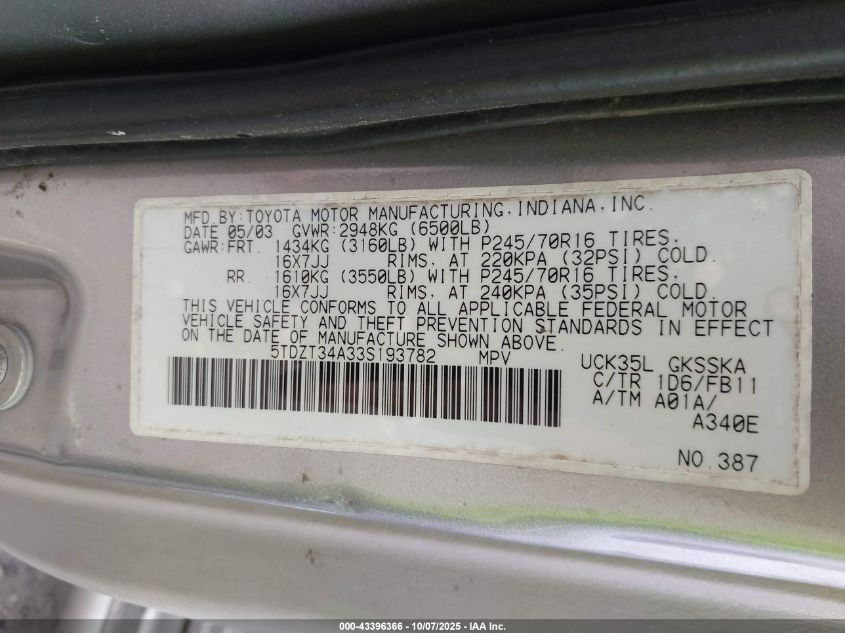 MFD.BY:TOYOTA MOTOR MANUFACTURING,INDIANA,INC.
DATE 05/03 GVWR:2948KG (6500LB)
GAWR:FRT. 1434KG (3160LB) WITH P245/70R16 TIRES,
16X7JJ RIMS, AT 220KPA (32PSI) COLD.
RR. 1610KG (3550LB) WITH P245/70R16 TIRES,
16X7JJ RIMS, AT 240KPA (35PSI) COLD.
THIS VEHICLE CONFORMS TO ALL APPLICABLE FEDERAL MOTOR
VEHICLE SAFETY AND THEFT PREVENTION STANDARDS IN EFFECT
ON THE DATE OF MANUFACTURE SHOWN ABOVE.
5TDZT34A33S193782 MPV
UCK35L GKSSKA
C/TR 1D6/FB11
A/TM A01A/
A340E
NO.387
000-43396366 - 10/07/2025 - IAA Inc.